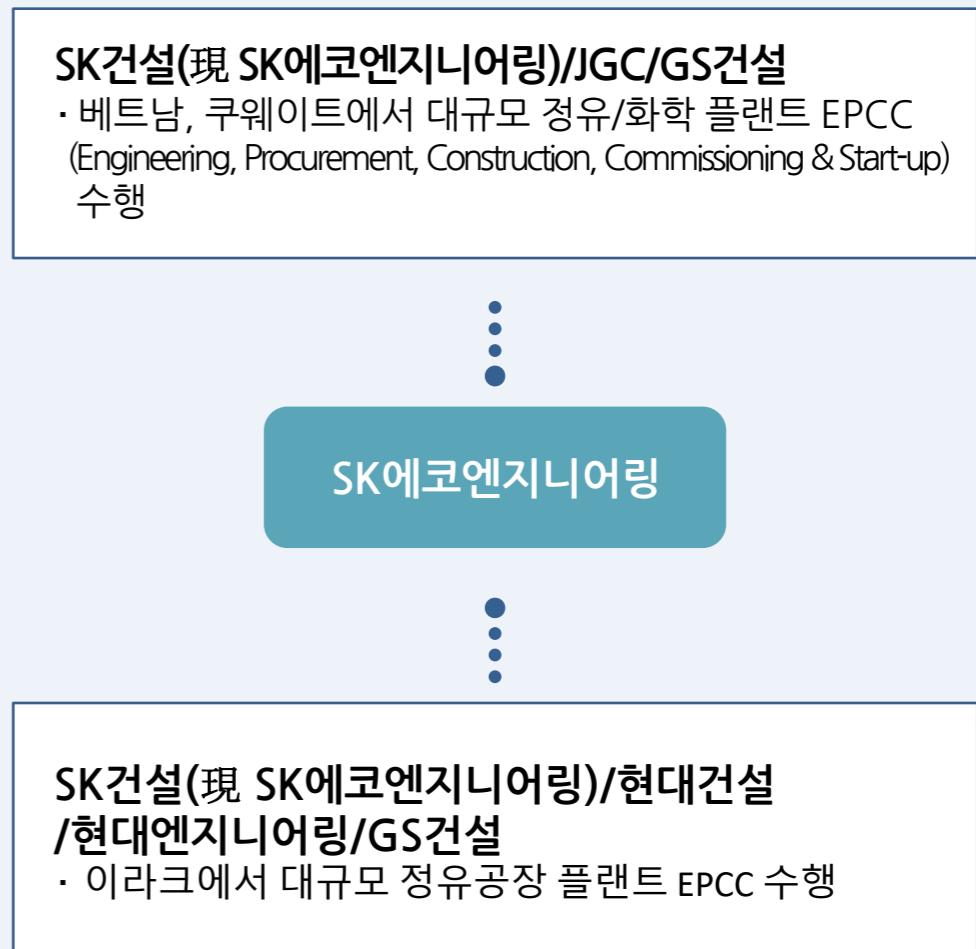 SK건설(現 SK에코엔지니어링)/JGC/GS건설
· 베트남, 쿠웨이트에서 대규모 정유/화학 플랜트 EPCC
(Engineering, Procurement, Construction, Commissioning & Start-up)
수행
SK에코엔지니어링
SK건설(現 SK에코엔지니어링)/현대건설
/현대엔지니어링/GS건설
· 이라크에서 대규모 정유공장 플랜트 EPCC 수행